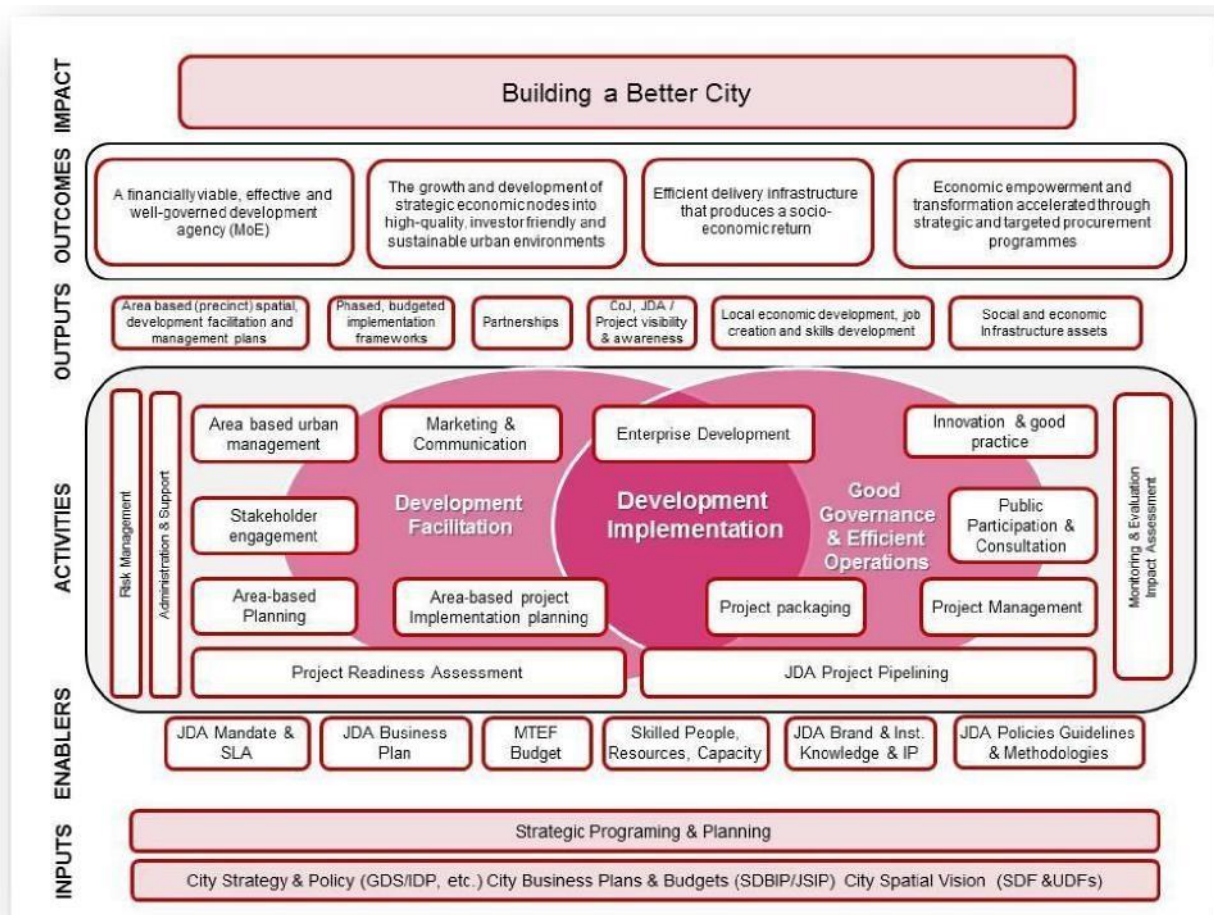 IMPACT
Building a Better City
OUTCOMES
A financially viable, effective and
well-governed development
agency (MoE)
The growth and development of
strategic economic nodes into
high-quality, investor friendly and
sustainable urban environments
Efficient delivery infrastructure
that produces a socio-
economic return
Economic empowerment and
transformation accelerated through
strategic and targeted procurement
programmes
OUTPUTS
Area based (precinct) spatial,
development facilitation and
management plans
Phased, budgeted
implementation
frameworks
Partnerships
CoJ, JDA /
Project visibility
& awareness
Local economic development, job
creation and skills development
Social and economic
Infrastructure assets
ACTIVITIES
Risk Management
Administration & Support
Area based urban
management
Marketing &
Communication
Enterprise Development
Innovation & good
practice
Stakeholder
engagement
Development
Facilitation
Development
Implementation
Good
Governance
& Efficient
Operations
Public
Participation &
Consultation
Area-based
Planning
Area-based project
Implementation planning
Project packaging
Project Management
Project Readiness Assessment
JDA Project Pipelining
Monitoring & Evaluation
Impact Assessment
ENABLERS
JDA Mandate &
SLA
JDA Business
Plan
MTEF
Budget
Skilled People,
Resources, Capacity
JDA Brand & Inst.
Knowledge & IP
JDA Policies Guidelines
& Methodologies
INPUTS
Strategic Programing & Planning
City Strategy & Policy (GDS/IDP, etc.) City Business Plans & Budgets (SDBIP/JSIP) City Spatial Vision (SDF &UDFs)